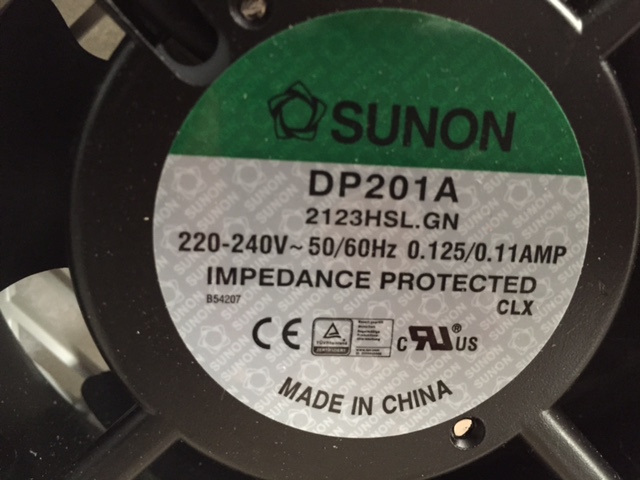 SUNON
DP201A
2123HSL.GN
220-240V~50/60Hz 0.125/0.11AMP
IMPEDANCE PROTECTED
B54207
CLX
CE
c RU ® US
MADE IN CHINA